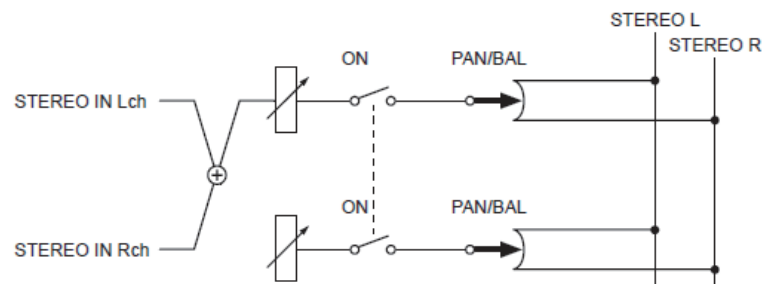 STEREO L
STEREO R
ON
PAN/BAL
STEREO IN Lch
ON
PAN/BAL
STEREO IN Rch